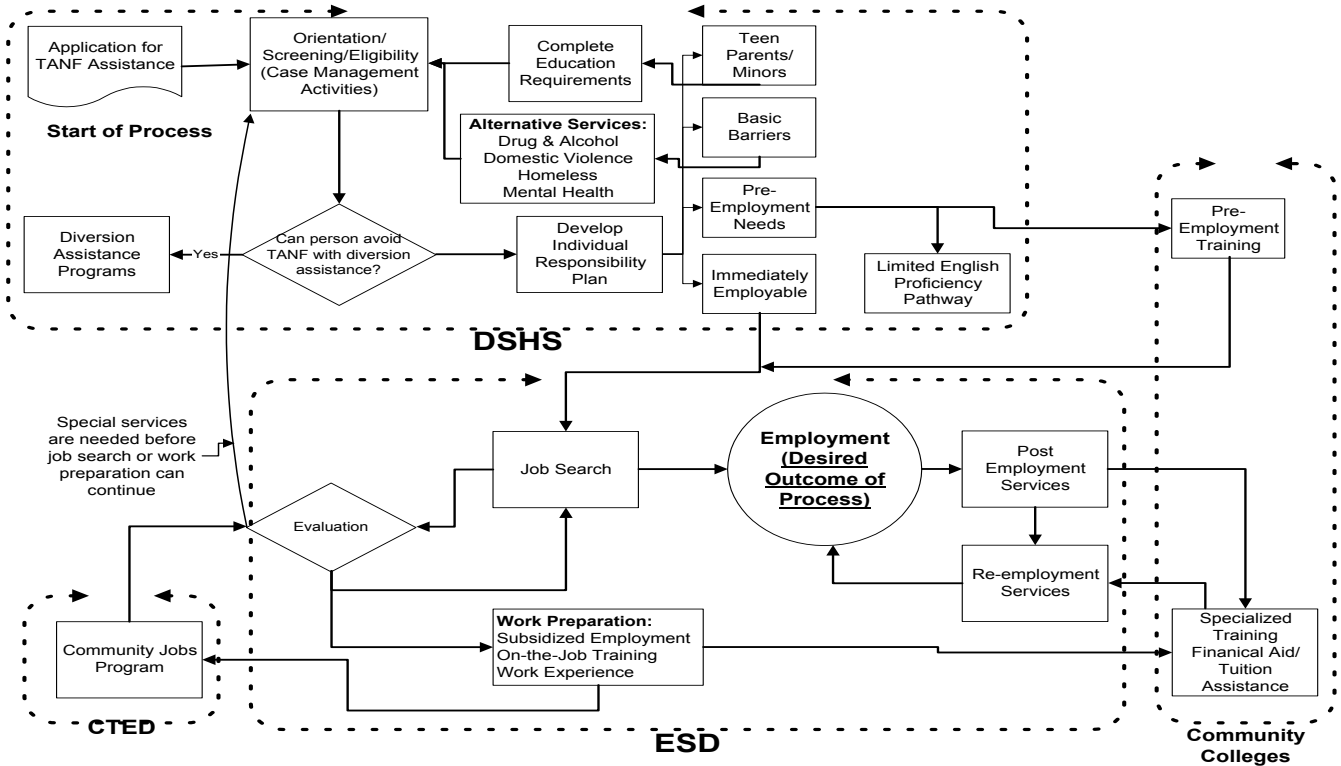 Application for
TANF Assistance
Start of Process
Orientation/
Screening/Eligibility
(Case Management
Activities)
Complete
Education
Requirements
Teen
Parents/
Minors
Alternative Services:
Drug & Alcohol
Domestic Violence
Homeless
Mental Health
Basic
Barriers
Pre-
Employment
Needs
Pre-
Employment
Training
Diversion
Assistance
Programs
Yes
Can person avoid
TANF with diversion
assistance?
Develop
Individual
Responsibility
Plan
Immediately
Employable
Limited English
Proficiency
Pathway
DSHS
Special services
are needed before
job search or work
preparation can
continue
Job Search
Employment
(Desired
Outcome of
Process)
Post
Employment
Services
Evaluation
Re-employment
Services
Community Jobs
Program
Work Preparation:
Subsidized Employment
On-the-Job Training
Work Experience
Specialized
Training
Finanical Aid/
Tuition
Assistance
CTED
ESD
Community
Colleges